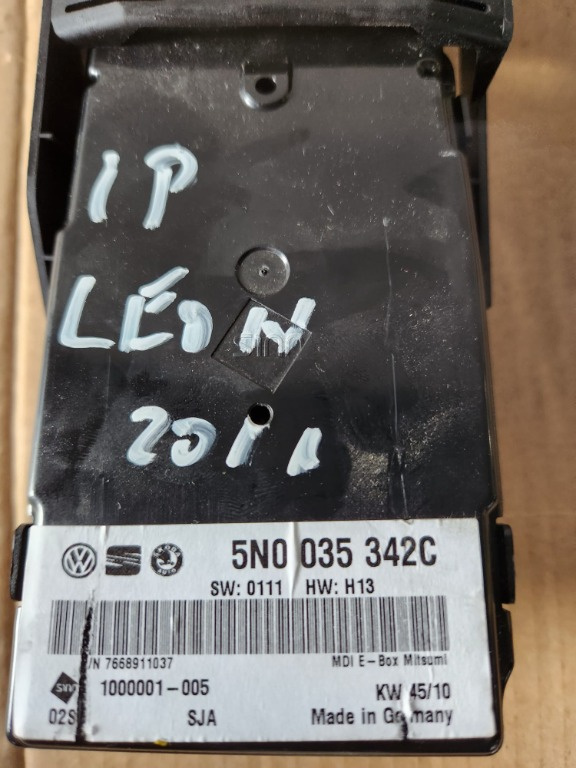 1P
LÉON
2011
5N0 035 342C
SW: 0111 HW: H13
/N 7668911037
MDI E-Box Mitsumi
1000001-005
KW 45/10
SJA
Made in Germany